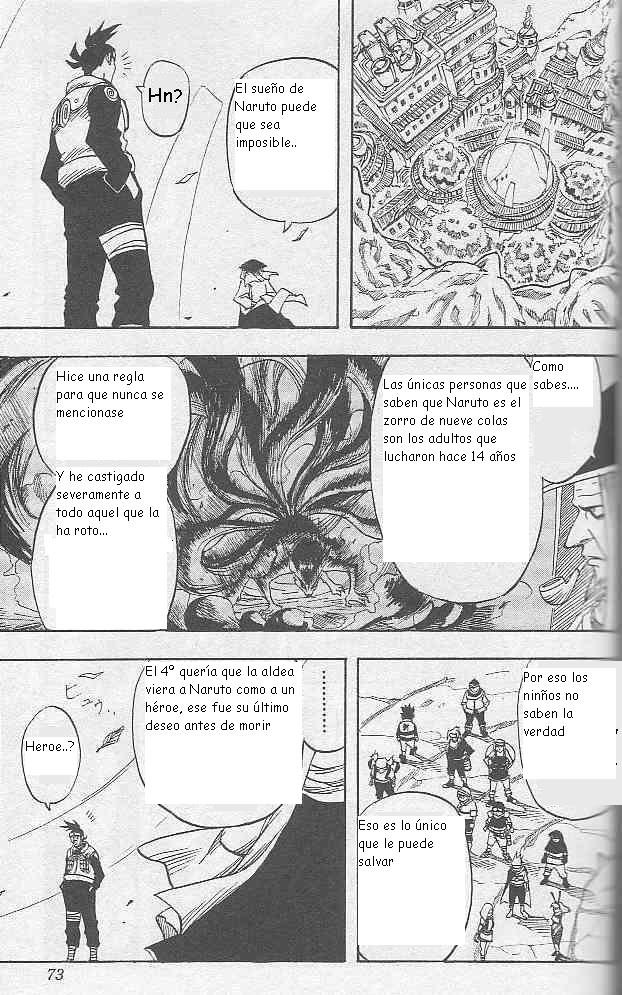 El sueño de
Naruto puede
que sea
imposible..
Hn?
Como
sabes....
Las únicas personas que
saben que Naruto es el
zorro de nueve colas
son los adultos que
lucharon hace 14 años
Hice una regla
para que nunca se
mencionase
Y he castigado
severamente a
todo aquel que la
ha roto...
Por eso los
ninños no
saben la
verdad
Eso es lo único
que le puede
salvar
El 4º quería que la aldea
viera a Naruto como a un
héroe, ese fue su último
deseo antes de morir
Heroe..?
73